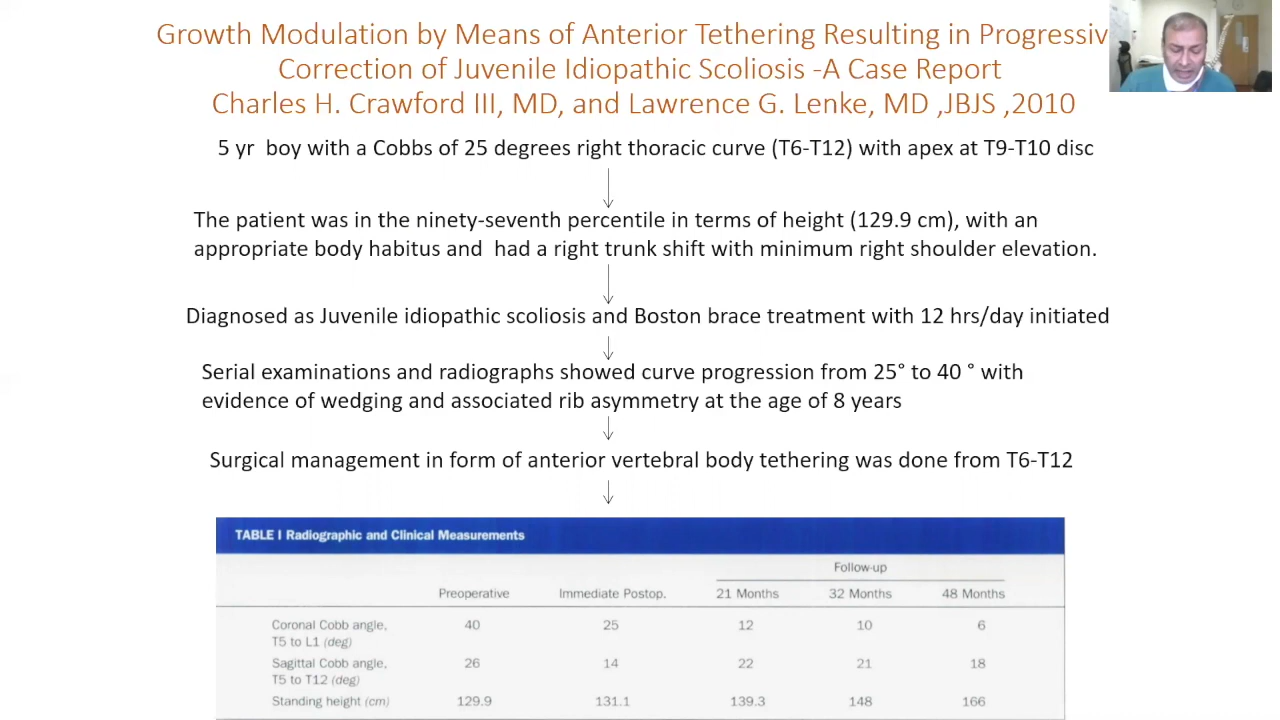 Growth Modulation by Means of Anterior Tethering Resulting in Progressiv
Correction of Juvenile Idiopathic Scoliosis -A Case Report
Charles H. Crawford III, MD, and Lawrence G. Lenke, MD ,JBJS ,2010
5 yr boy with a Cobbs of 25 degrees right thoracic curve (T6-T12) with apex at T9-T10 disc
The patient was in the ninety-seventh percentile in terms of height (129.9 cm), with an
appropriate body habitus and had a right trunk shift with minimum right shoulder elevation.
Diagnosed as Juvenile idiopathic scoliosis and Boston brace treatment with 12 hrs/day initiated
Serial examinations and radiographs showed curve progression from 25° to 40 ° with
evidence of wedging and associated rib asymmetry at the age of 8 years
Surgical management in form of anterior vertebral body tethering was done from T6-T12
TABLE I Radiographic and Clinical Measurements
Follow-up
Preoperative Immediate Postop. 21 Months 32 Months 48 Months
Coronal Cobb angle, 40 25 12 10 6
T5 to L1 (deg)
Sagittal Cobb angle, 26 14 22 21 18
T5 to T12 (deg)
Standing height (cm) 129.9 131.1 139.3 148 166